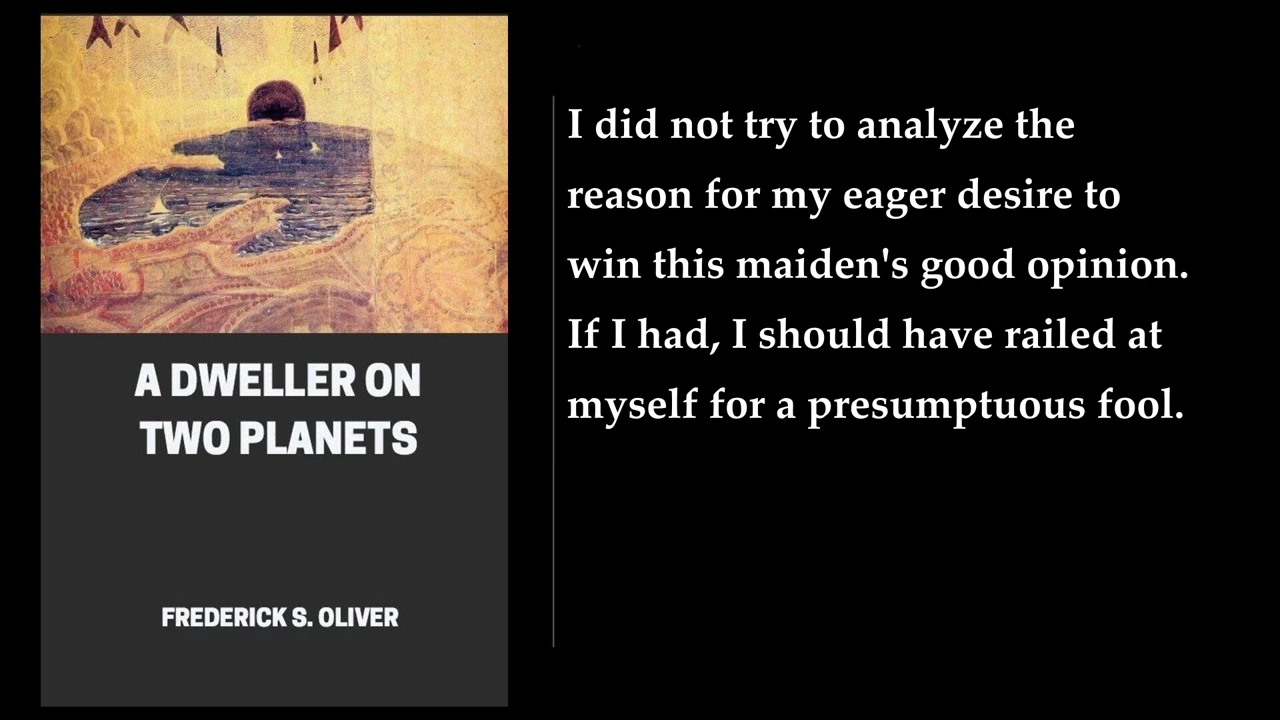 A DWELLER ON
TWO PLANETS
FREDERICK S. OLIVER
I did not try to analyze the
reason for my eager desire to
win this maiden's good opinion.
If I had, I should have railed at
myself for a presumptuous fool.